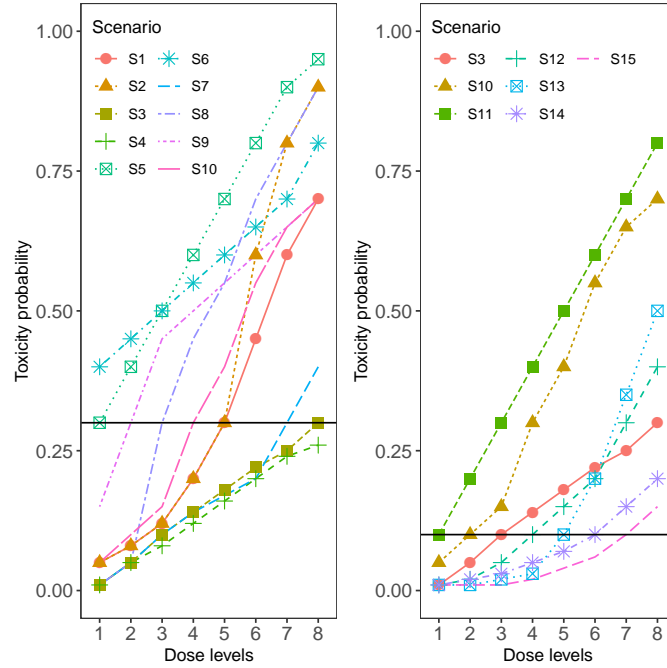 Scenario
S1 S6
S2 S7
S3 S8
S4 S9
S5 S10
Toxicity probability
1.00
0.75
0.50
0.25
0.00
1 2 3 4 5 6 7 8
Dose levels
Scenario
S3 S12 S15
S10 S13
S11 S14
Toxicity probability
1.00
0.75
0.50
0.25
0.00
1 2 3 4 5 6 7 8
Dose levels